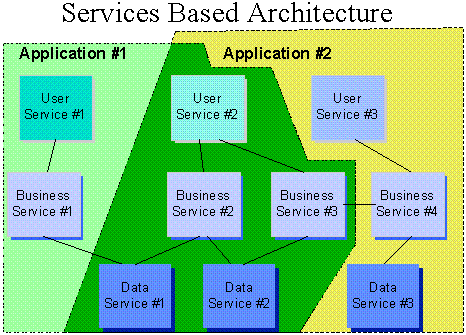 Services Based Architecture
Application #1
Application #2
User
Service #1
User
Service #2
User
Service #3
Business
Service #1
Business
Service #2
Business
Service #3
Business
Service #4
Data
Service #1
Data
Service #2
Data
Service #3